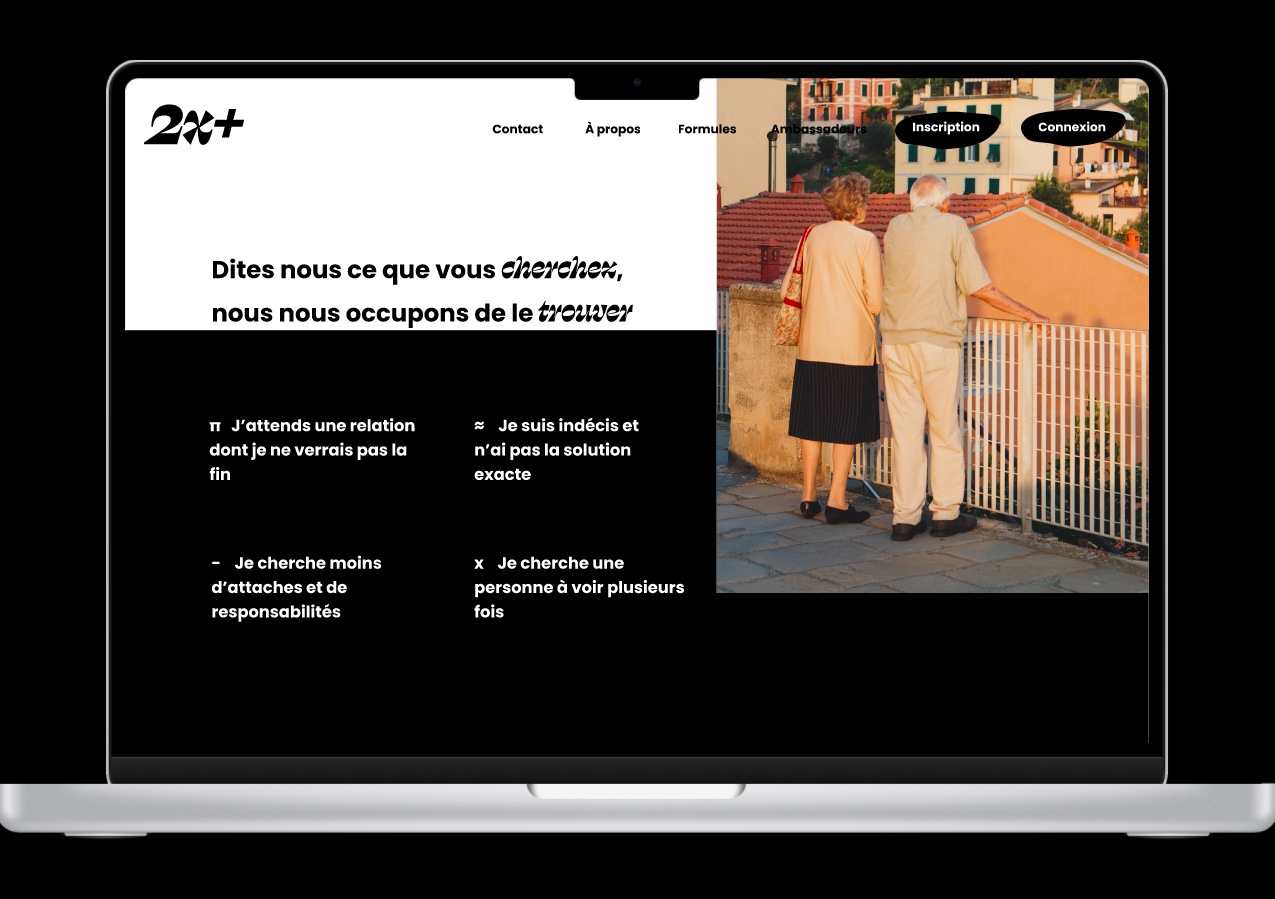 2x+
Contact À propos Formules Ambassadeurs Inscription Connexion
Dites nous ce que vous cherchez,
nous nous occupons de le trouver
π J’attends une relation
dont je ne verrais pas la
fin
≈ Je suis indécis et
n’ai pas la solution
exacte
- Je cherche moins
d’attaches et de
responsabilités
x Je cherche une
personne à voir plusieurs
fois